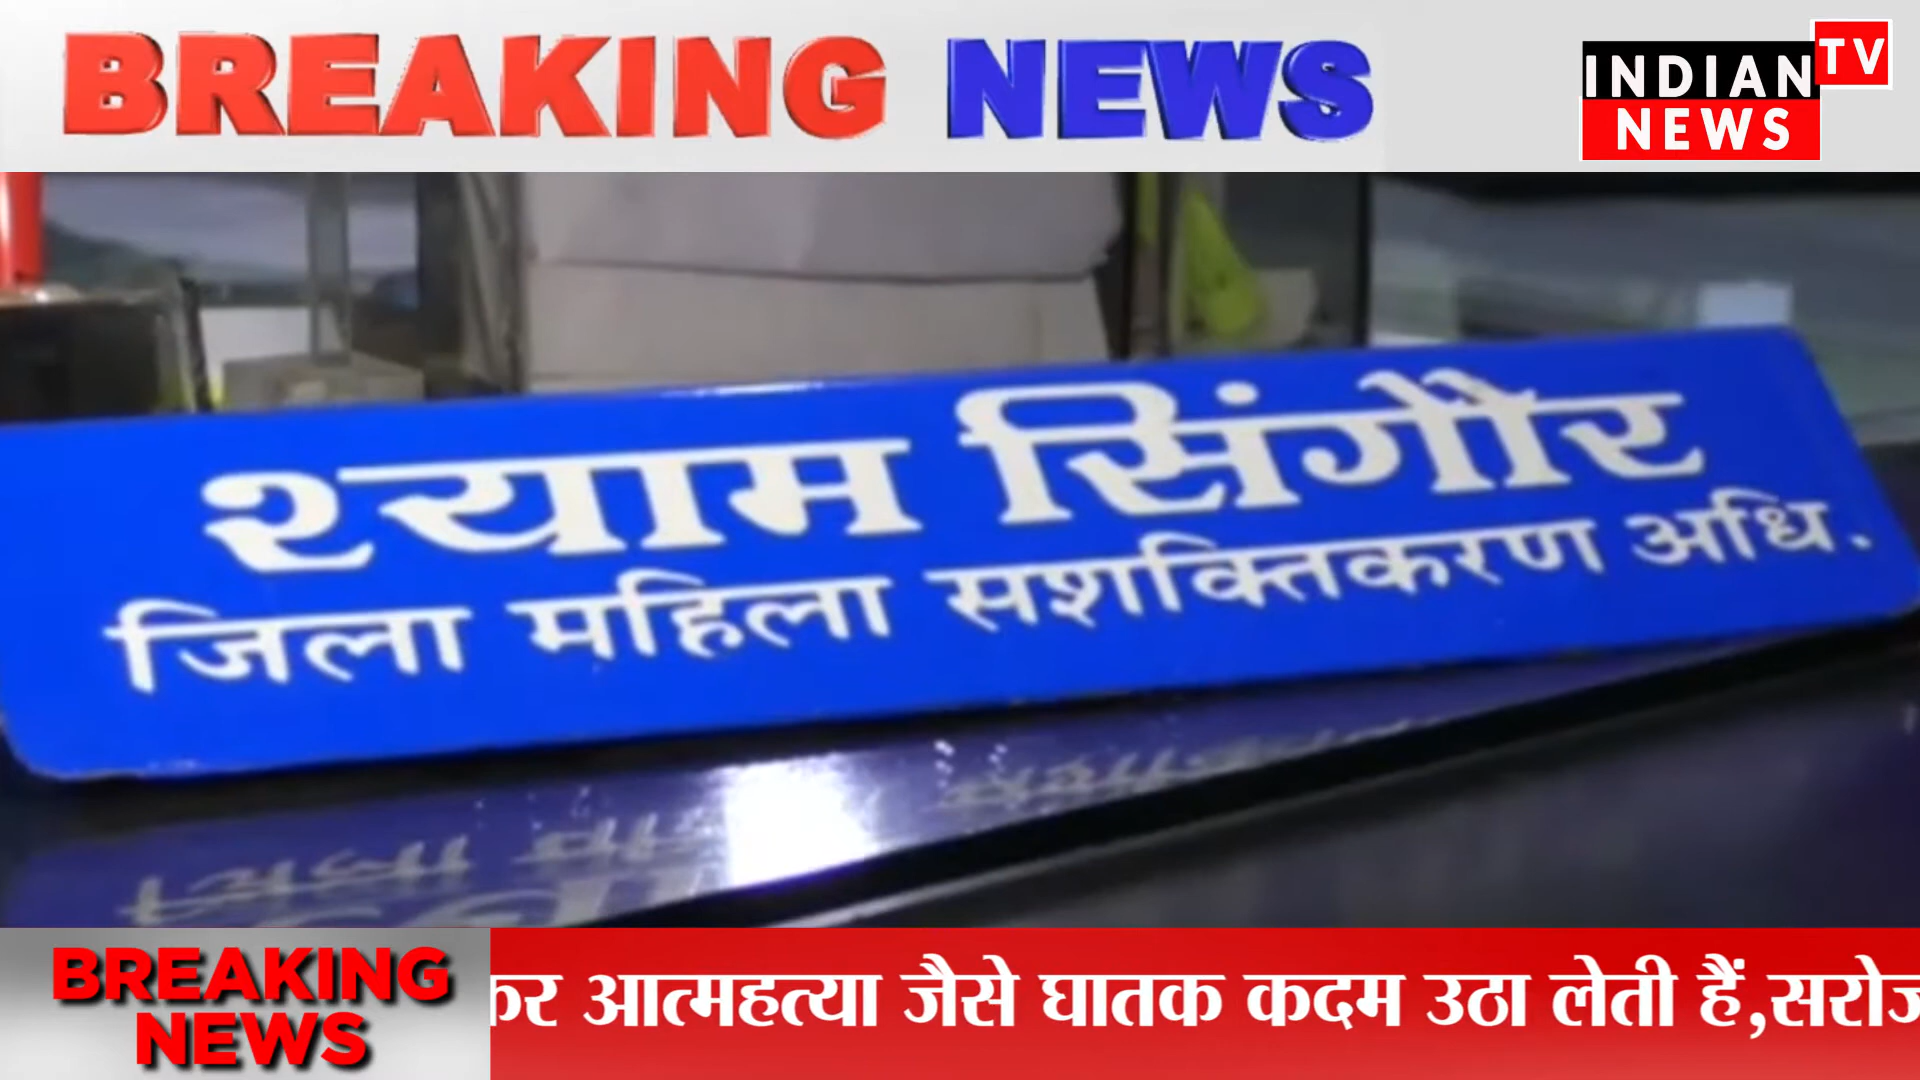 BREAKING NEWS
INDIAN TV
NEWS
श्याम सिंगौर
जिला महिला सशक्तिकरण अधि.
BREAKING
NEWS
आत्महत्या जैसे घातक कदम उठा लेती हैं,